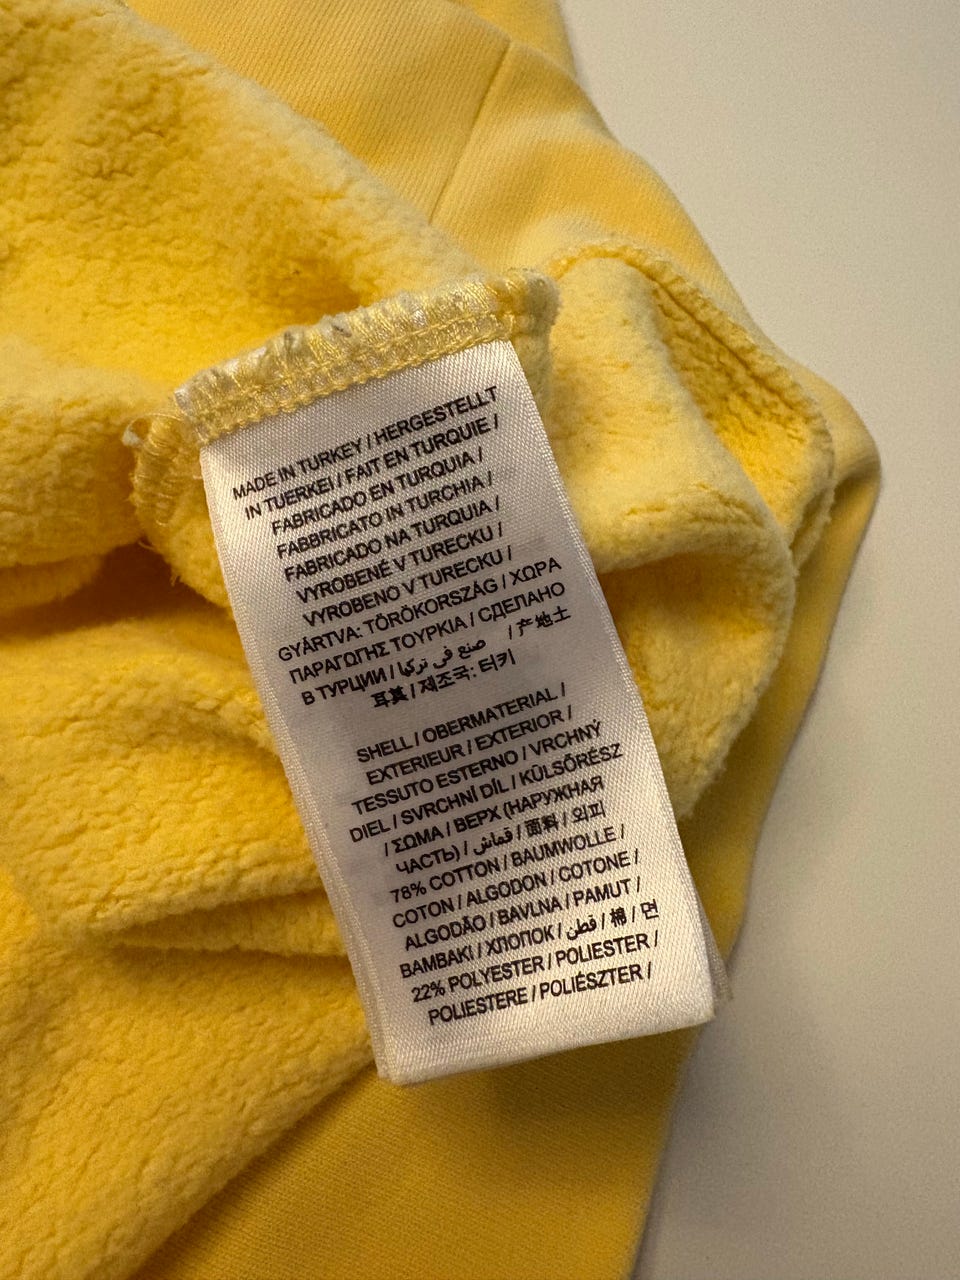 MADE IN TURKEY / HERGESTELLT
IN TUERKEI / FAIT EN TURQUIE /
FABRICADO EN TURQUIA /
FABBRICATO IN TURCHIA /
FABRICADO NA TURQUIA /
VYROBENÉ V TURECKU /
VYROBENO V TURECKU /
GYÁRTVA: TÖRÖKORSZÁG / ΧΩΡΑ
ΠΑΡΑΓΩΓΗΣ ΤΟΥΡΚΙΑ / СДЕЛАНО
В ТУРЦИИ / صنع في تركيا / 产地土
耳其 / 제조국: 터키
SHELL / OBERMATERIAL /
EXTERIEUR / EXTERIOR /
TESSUTO ESTERNO / VRCHNÝ
DIEL / SVRCHNÍ DÍL / KÜLSŐRÉSZ
/ ΣΩΜΑ / ВЕРХ (НАРУЖНАЯ
ЧАСТЬ) / قماش / 面料 / 외피
78% COTTON / BAUMWOLLE /
COTON / ALGODON / COTONE /
ALGODÃO / BAVLNA / PAMUT /
ΒΑΜΒΑΚΙ / ХЛОПОК / قطن / 棉 / 면
22% POLYESTER / POLIESTER /
POLIESTERE / POLIÉSZTER /